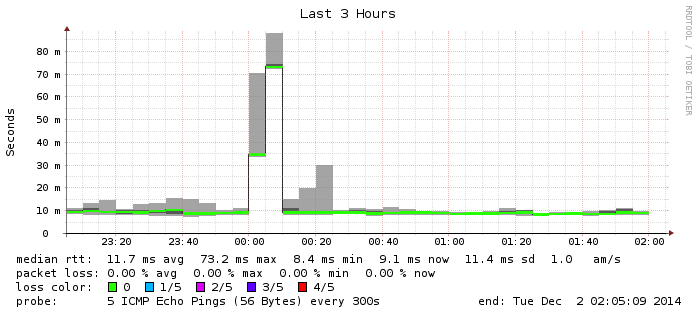 Last 3 Hours
RRDTOOL / TOBI OETIKER
Seconds
80 m
70 m
60 m
50 m
40 m
30 m
20 m
10 m
0
23:20 23:40 00:00 00:20 00:40 01:00 01:20 01:40 02:00
median rtt: 11.7 ms avg 73.2 ms max 8.4 ms min 9.1 ms now 11.4 ms sd 1.0 am/s
packet loss: 0.00 % avg 0.00 % max 0.00 % min 0.00 % now
loss color: 0 1/5 2/5 3/5 4/5
probe: 5 ICMP Echo Pings (56 Bytes) every 300s end: Tue Dec 2 02:05:09 2014